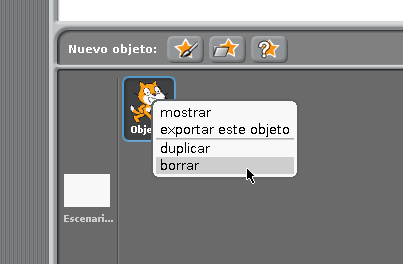 Nuevo objeto:
Obje
mostrar
exportar este objeto
duplicar
borrar
Escenari...